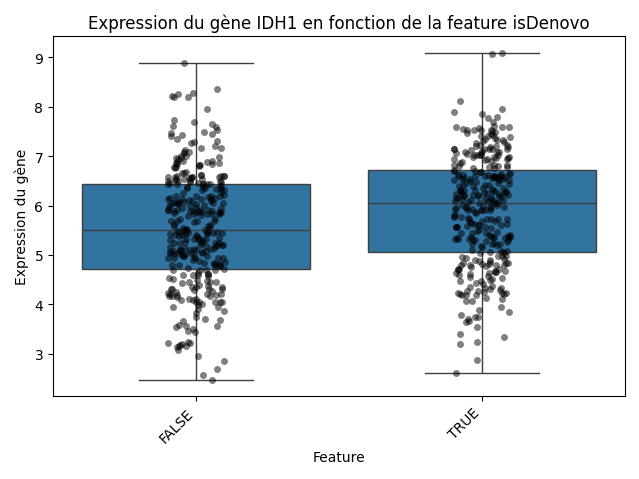 Expression du gène IDH1 en fonction de la feature isDenovo
Expression du gène
9
8
7
6
5
4
3
FALSE
TRUE
Feature